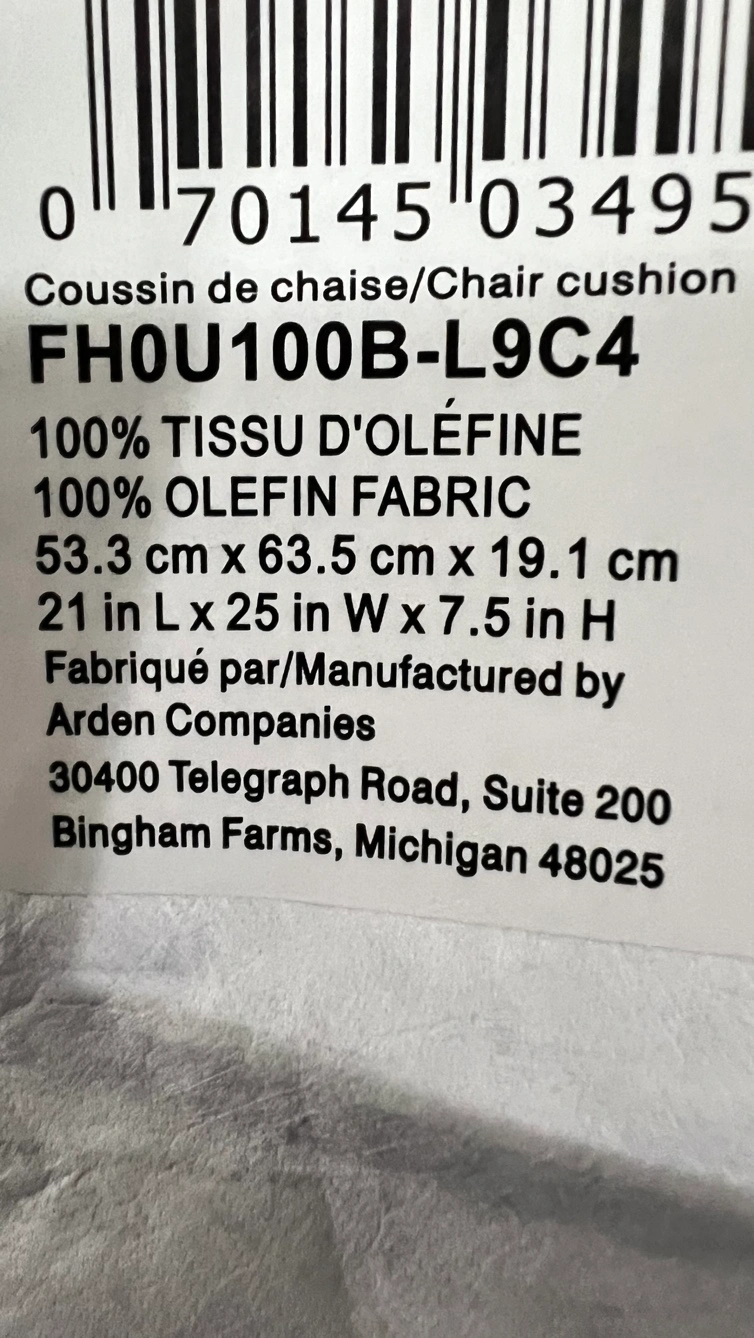 0 70145 03495
Coussin de chaise/Chair cushion
FH0U100B-L9C4
100% TISSU D'OLÉFINE
100% OLEFIN FABRIC
53.3 cm x 63.5 cm x 19.1 cm
21 in L x 25 in W x 7.5 in H
Fabriqué par/Manufactured by
Arden Companies
30400 Telegraph Road, Suite 200
Bingham Farms, Michigan 48025